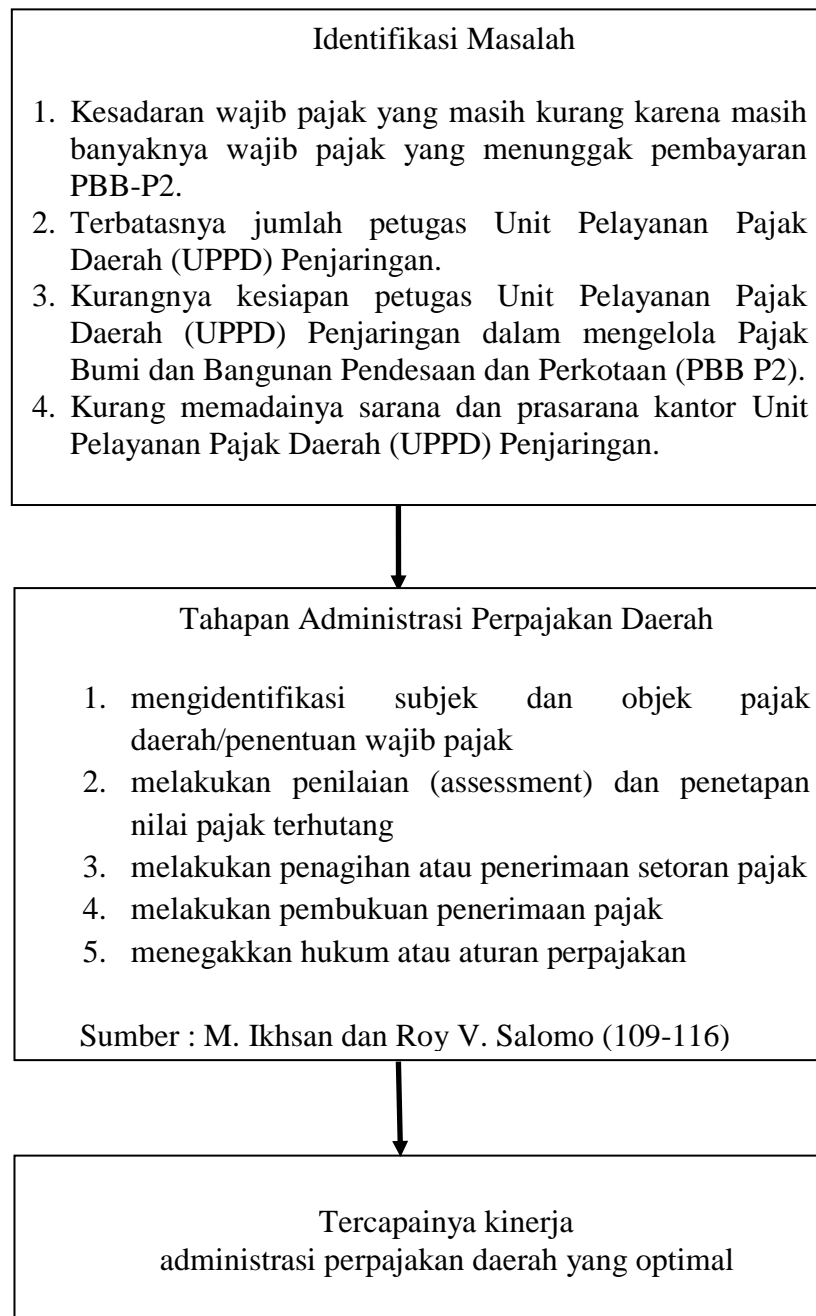 Identifikasi Masalah
1. Kesadaran wajib pajak yang masih kurang karena masih
banyaknya wajib pajak yang menunggak pembayaran
PBB-P2.
2. Terbatasnya jumlah petugas Unit Pelayanan Pajak
Daerah (UPPD) Penjaringan.
3. Kurangnya kesiapan petugas Unit Pelayanan Pajak
Daerah (UPPD) Penjaringan dalam mengelola Pajak
Bumi dan Bangunan Pendesaan dan Perkotaan (PBB P2).
4. Kurang memadainya sarana dan prasarana kantor Unit
Pelayanan Pajak Daerah (UPPD) Penjaringan.
Tahapan Administrasi Perpajakan Daerah
1. mengidentifikasi subjek dan objek pajak
daerah/penentuan wajib pajak
2. melakukan penilaian (assessment) dan penetapan
nilai pajak terhutang
3. melakukan penagihan atau penerimaan setoran pajak
4. melakukan pembukuan penerimaan pajak
5. menegakkan hukum atau aturan perpajakan
Sumber : M. Ikhsan dan Roy V. Salomo (109-116)
Tercapainya kinerja
administrasi perpajakan daerah yang optimal